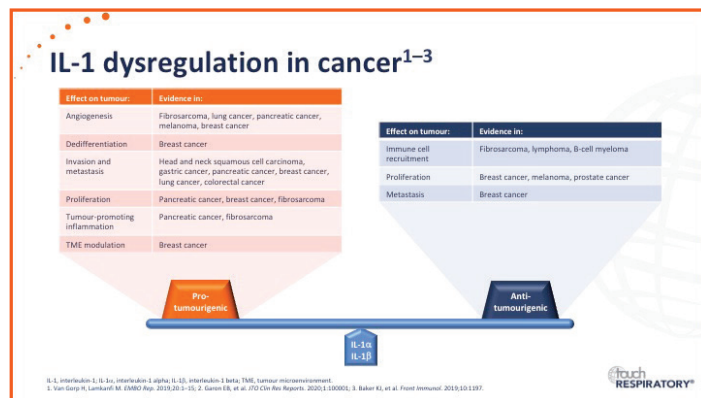 IL-1 dysregulation in cancer¹⁻³
Effect on tumour: Evidence in:
Angiogenesis Fibrosarcoma, lung cancer, pancreatic cancer,
melanoma, breast cancer
Dedifferentiation Breast cancer
Invasion and Head and neck squamous cell carcinoma,
metastasis gastric cancer, pancreatic cancer, breast cancer,
lung cancer, colorectal cancer
Proliferation Pancreatic cancer, breast cancer, fibrosarcoma
Tumour-promoting Pancreatic cancer, fibrosarcoma
inflammation
TME modulation Breast cancer
Effect on tumour: Evidence in:
Immune cell Fibrosarcoma, lymphoma, B-cell myeloma
recruitment
Proliferation Breast cancer, melanoma, prostate cancer
Metastasis Breast cancer
Pro-
tumourigenic
Anti-
tumourigenic
IL-1α
IL-1β
IL-1, interleukin-1; IL-1α, interleukin-1 alpha; IL-1β, interleukin-1 beta; TME, tumour microenvironment.
1. Van Gorp H, Lamkanfi M. EMBO Rep. 2019;20:1–15; 2. Garon EB, et al. JTO Clin Res Reports. 2020;1:100001; 3. Baker KJ, et al. Front Immunol. 2019;10:1197.
touch
RESPIRATORY®